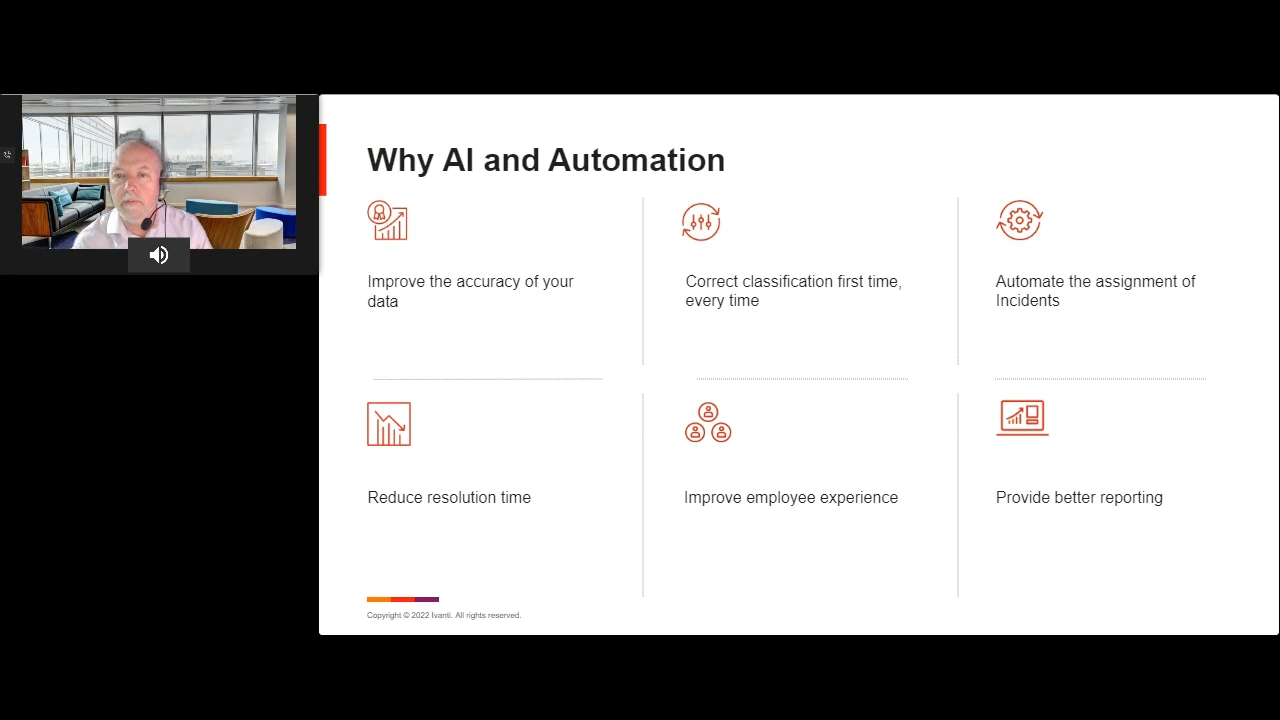 Why AI and Automation
Improve the accuracy of your
data
Correct classification first time,
every time
Automate the assignment of
Incidents
Reduce resolution time
Improve employee experience
Provide better reporting
Copyright © 2022 Ivanti. All rights reserved.